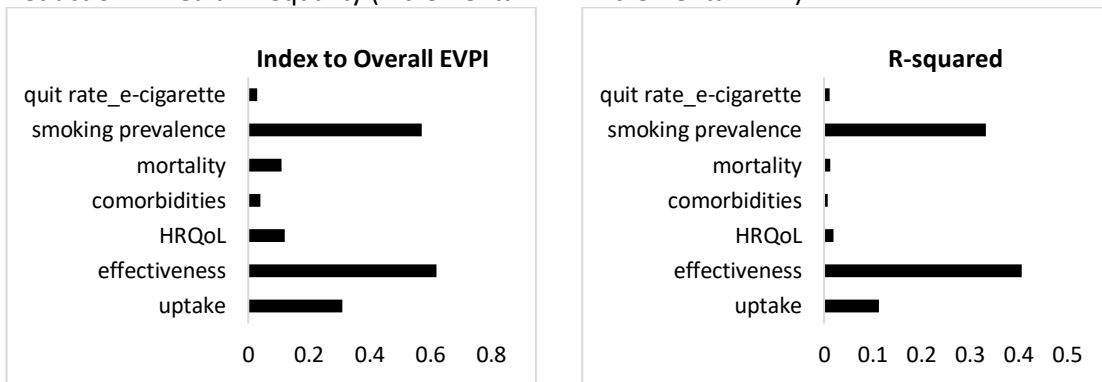 Index to Overall EVPI
quit rate_e-cigarette
smoking prevalence
mortality
comorbidities
HRQoL
effectiveness
uptake
0 0.2 0.4 0.6 0.8
R-squared
quit rate_e-cigarette
smoking prevalence
mortality
comorbidities
HRQoL
effectiveness
uptake
0 0.1 0.2 0.3 0.4 0.5